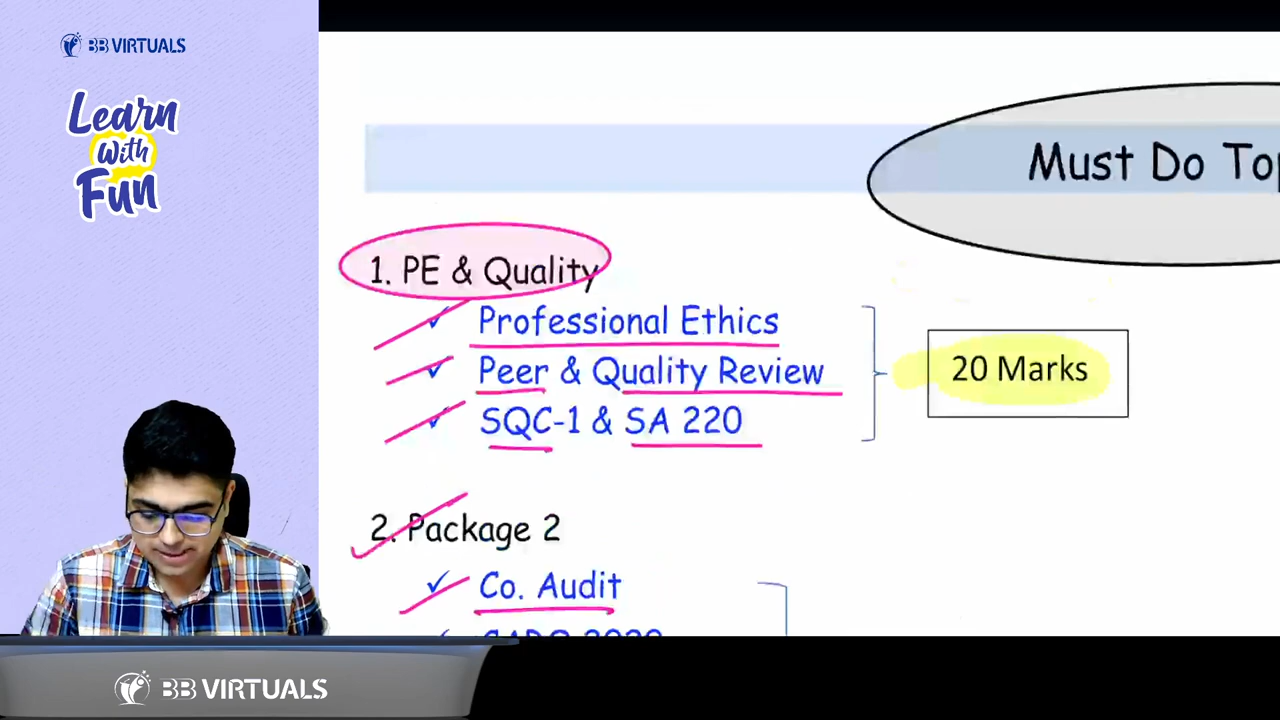 BB VIRTUALS
Learn
With
Fun
Must Do Top
1. PE & Quality
✓ Professional Ethics
✓ Peer & Quality Review
✓ SQC-1 & SA 220
20 Marks
2. Package 2
✓ Co. Audit
BB VIRTUALS